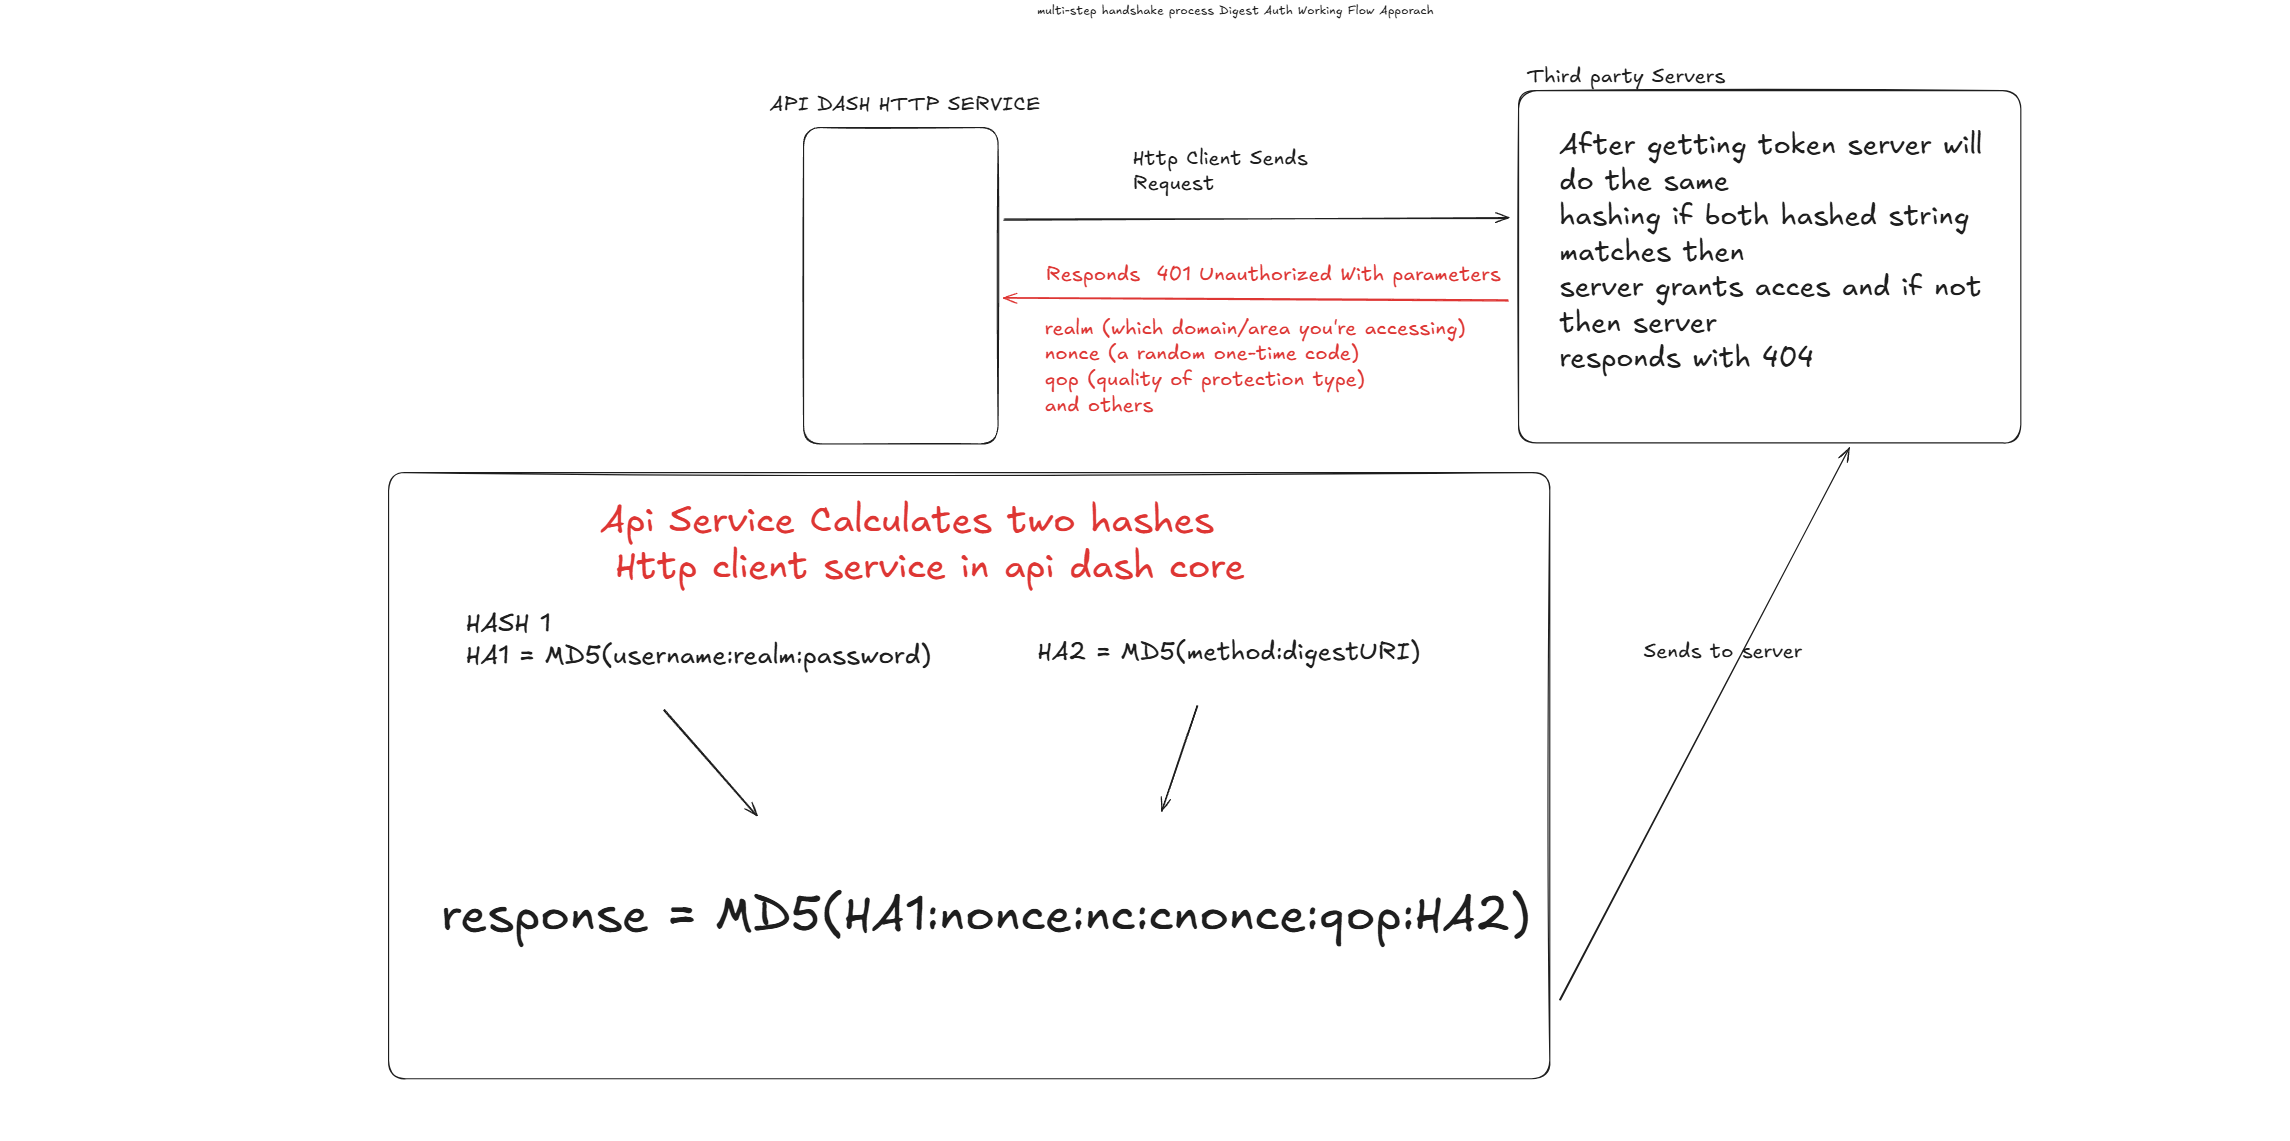 multi-step handshake process Digest Auth Working Flow Apporach
Third party Servers
API DASH HTTP SERVICE
Http Client Sends
Request
Responds  401 Unauthorized With parameters
realm (which domain/area you're accessing)
nonce (a random one-time code)
qop (quality of protection type)
and others
After getting token server will
do the same
hashing if both hashed string
matches then
server grants acces and if not
then server
responds with 404
Api Service Calculates two hashes
Http client service in api dash core
HASH 1
HA1 = MD5(username:realm:password)
HA2 = MD5(method:digestURI)
Sends to server
response = MD5(HA1:nonce:nc:cnonce:qop:HA2)